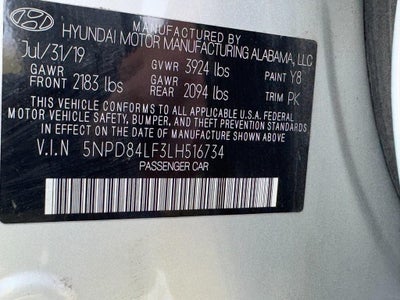 MANUFACTURED BY
HYUNDAI MOTOR MANUFACTURING ALABAMA, LLC
Jul/31/19 GVWR 3924 lbs PAINT Y8
GAWR GAWR
FRONT 2183 lbs REAR 2094 lbs TRIM PK
THIS VEHICLE CONFORMS TO ALL APPLICABLE U.S.A. FEDERAL
MOTOR VEHICLE SAFETY, BUMPER, AND THEFT PREVENTION STANDARDS
IN EFFECT ON THE DATE OF MANUFACTURE SHOWN ABOVE.
V.I.N 5NPD84LF3LH516734
PASSENGER CAR